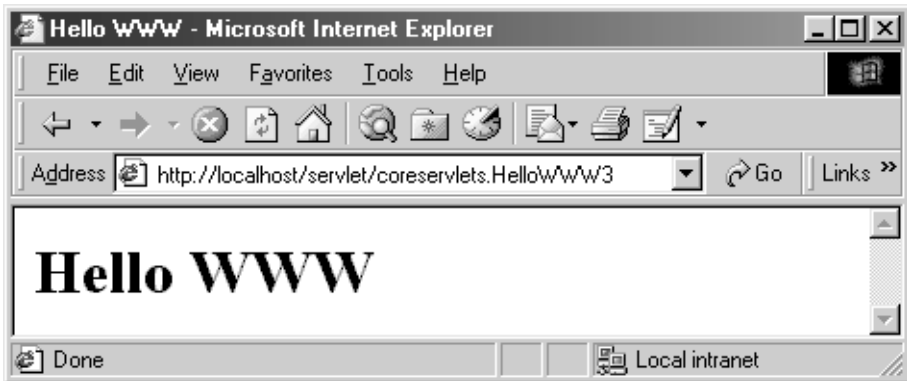 Hello WWW - Microsoft Internet Explorer
File Edit View Favorites Tools Help
Address http://localhost/servlet/coreservlets.HelloWWW3 Go Links »
Hello WWW
Done Local intranet